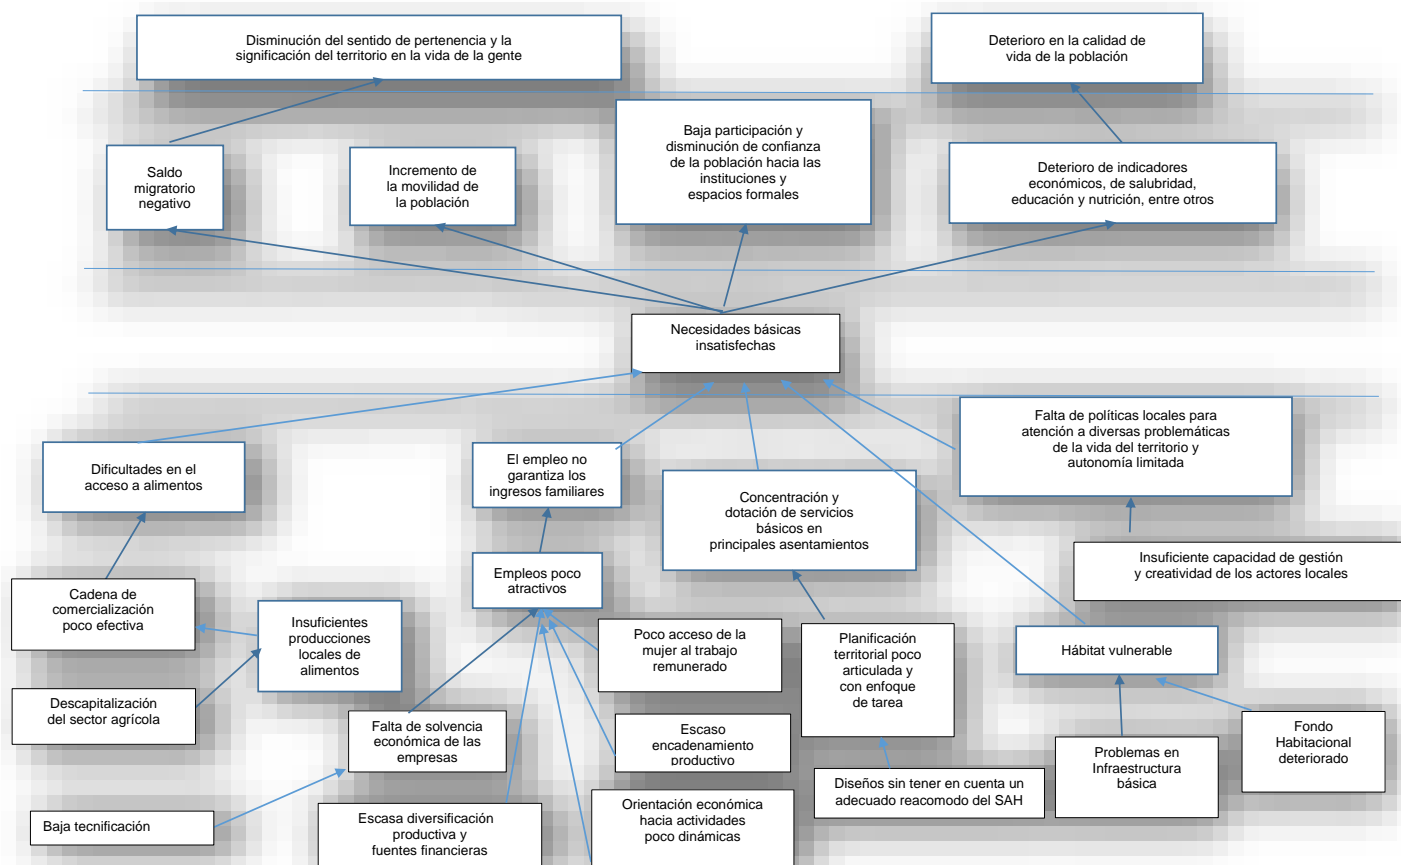 Disminución del sentido de pertenencia y la
significación del territorio en la vida de la gente
Deterioro en la calidad de
vida de la población
Saldo
migratorio
negativo
Incremento de
la movilidad de
la población
Baja participación y
disminución de confianza
de la población hacia las
instituciones y
espacios formales
Deterioro de indicadores
económicos, de salubridad,
educación y nutrición, entre otros
Necesidades básicas
insatisfechas
Dificultades en el
acceso a alimentos
El empleo no
garantiza los
ingresos familiares
Concentración y
dotación de servicios
básicos en
principales asentamientos
Falta de políticas locales para
atención a diversas problemáticas
de la vida del territorio y
autonomía limitada
Cadena de
comercialización
poco efectiva
Insuficientes
producciones
locales de
alimentos
Empleos poco
atractivos
Poco acceso de la
mujer al trabajo
remunerado
Planificación
territorial poco
articulada y
con enfoque
de tarea
Insuficiente capacidad de gestión
y creatividad de los actores locales
Hábitat vulnerable
Descapitalización
del sector agrícola
Falta de solvencia
económica de las
empresas
Escaso
encadenamiento
productivo
Problemas en
Infraestructura
básica
Fondo
Habitacional
deteriorado
Baja tecnificación
Escasa diversificación
productiva y
fuentes financieras
Orientación económica
hacia actividades
poco dinámicas
Diseños sin tener en cuenta un
adecuado reacomodo del SAH